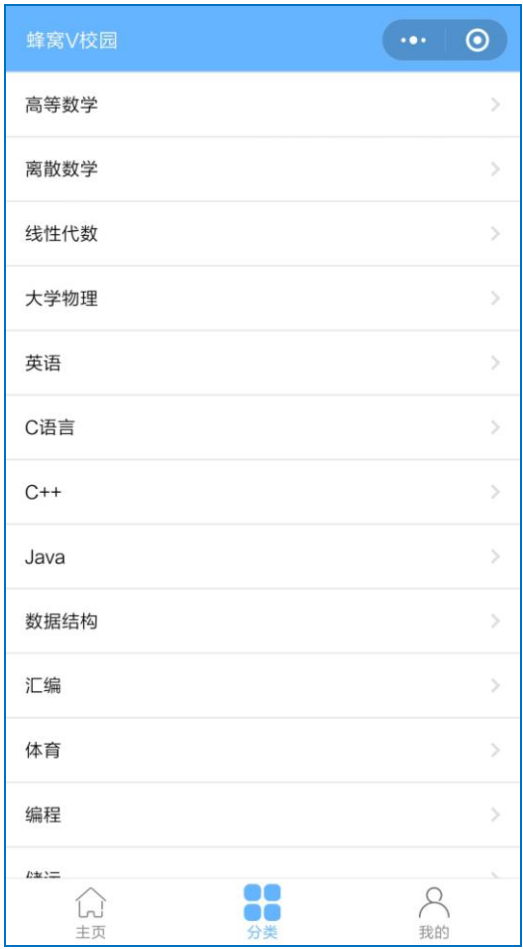 蜂窝V校园
高等数学
离散数学
线性代数
大学物理
英语
C语言
C++
Java
数据结构
汇编
体育
编程
主页
分类
我的